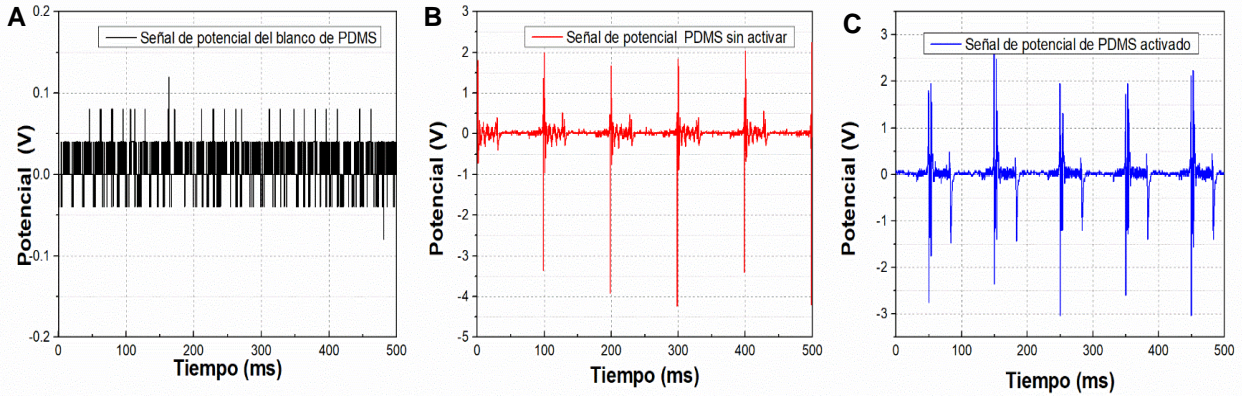 A
Señal de potencial del blanco de PDMS
0.2
0.1
0.0
-0.1
-0.2
Potencial (V)
0 100 200 300 400 500
Tiempo (ms)
B
Señal de potencial PDMS sin activar
3
2
1
0
-1
-2
-3
-4
-5
Potencial (V)
0 100 200 300 400 500
Tiempo (ms)
C
Señal de potencial de PDMS activado
3
2
1
0
-1
-2
-3
Potencial (V)
0 100 200 300 400 500
Tiempo (ms)